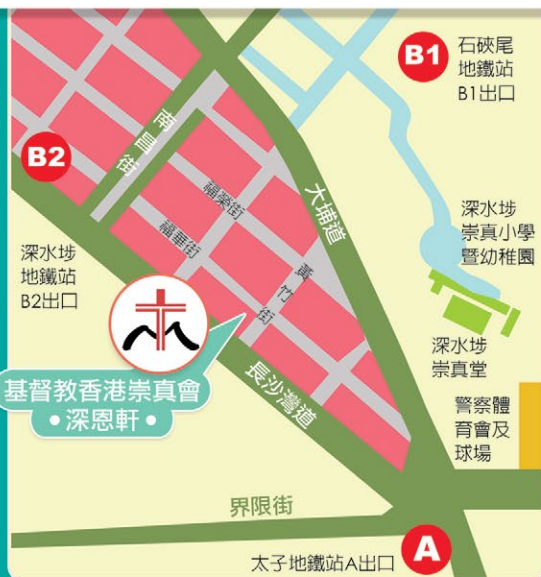 B1
石硤尾
地鐵站
B1出口
南昌街
B2
福榮街
大埔道
福華街
黃竹街
深水埗
崇真小學
暨幼稚園
深水埗
地鐵站
B2出口
深水埗
崇真堂
基督教香港崇真會
•深恩軒•
長沙灣道
警察體
育會及
球場
界限街
太子地鐵站A出口
A